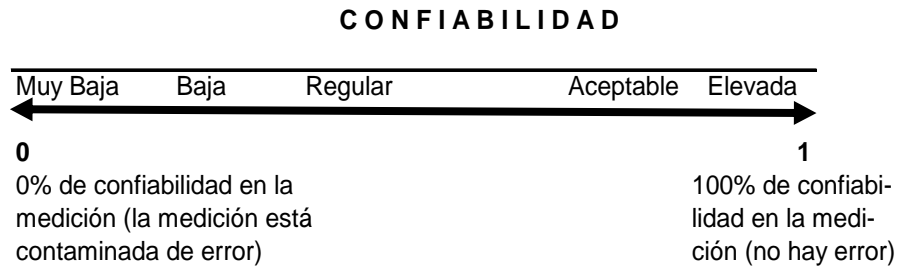 CONFIABILIDAD
Muy Baja Baja Regular Aceptable Elevada
0 1
0% de confiabilidad en la
medición (la medición está
contaminada de error)
100% de confiabi-
lidad en la medi-
ción (no hay error)